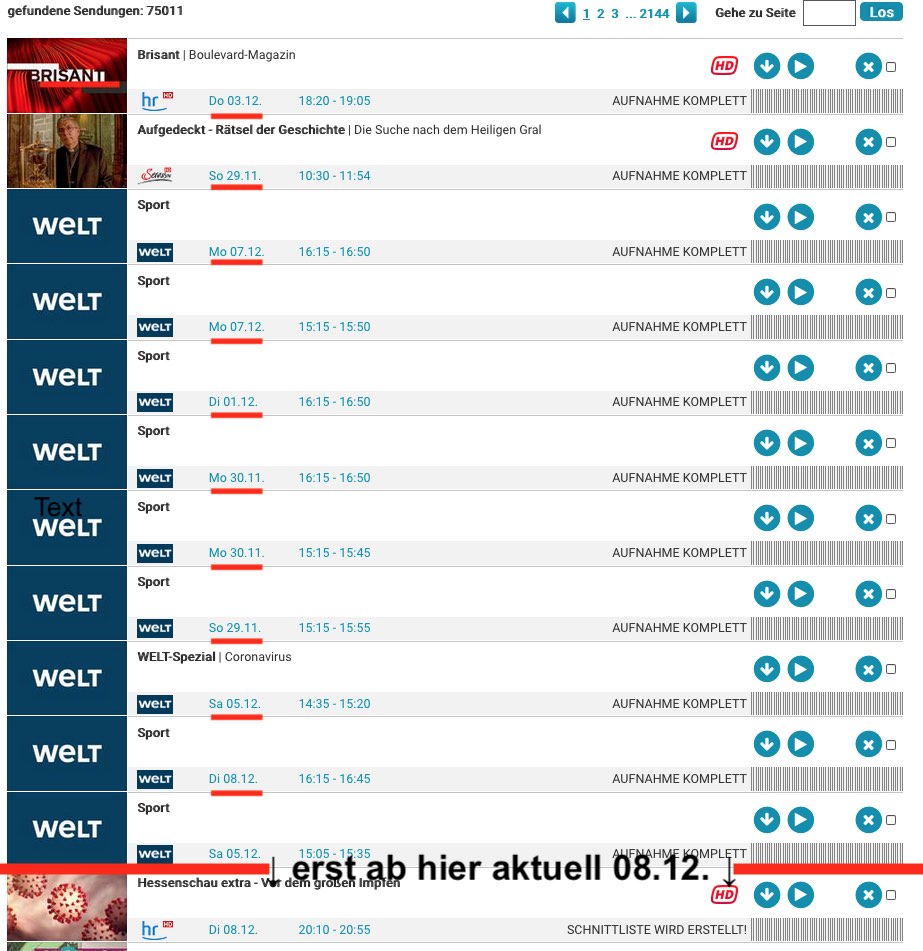 gefundene Sendungen: 75011
1 2 3 ... 2144 Gehe zu Seite Los
BRISANT
Brisant | Boulevard-Magazin
HD
hr HD Do 03.12. 18:20 - 19:05 AUFNAHME KOMPLETT
Aufgedeckt - Rätsel der Geschichte | Die Suche nach dem Heiligen Gral
HD
Servus HD So 29.11. 10:30 - 11:54 AUFNAHME KOMPLETT
welt
Sport
welt Mo 07.12. 16:15 - 16:50 AUFNAHME KOMPLETT
welt
Sport
welt Mo 07.12. 15:15 - 15:50 AUFNAHME KOMPLETT
welt
Sport
welt Di 01.12. 16:15 - 16:50 AUFNAHME KOMPLETT
welt
Sport
welt Mo 30.11. 16:15 - 16:50 AUFNAHME KOMPLETT
Text
welt
Sport
welt Mo 30.11. 15:15 - 15:45 AUFNAHME KOMPLETT
welt
Sport
welt So 29.11. 15:15 - 15:55 AUFNAHME KOMPLETT
welt
WELT-Spezial | Coronavirus
welt Sa 05.12. 14:35 - 15:20 AUFNAHME KOMPLETT
welt
Sport
welt Di 08.12. 16:15 - 16:45 AUFNAHME KOMPLETT
welt
Sport
welt Sa 05.12. 15:05 - 15:35 AUFNAHME KOMPLETT
↓ erst ab hier aktuell 08.12. ↓
Hessenschau extra - Vor dem großen Impfen
HD
hr HD Di 08.12. 20:10 - 20:55 SCHNITTLISTE WIRD ERSTELLT!